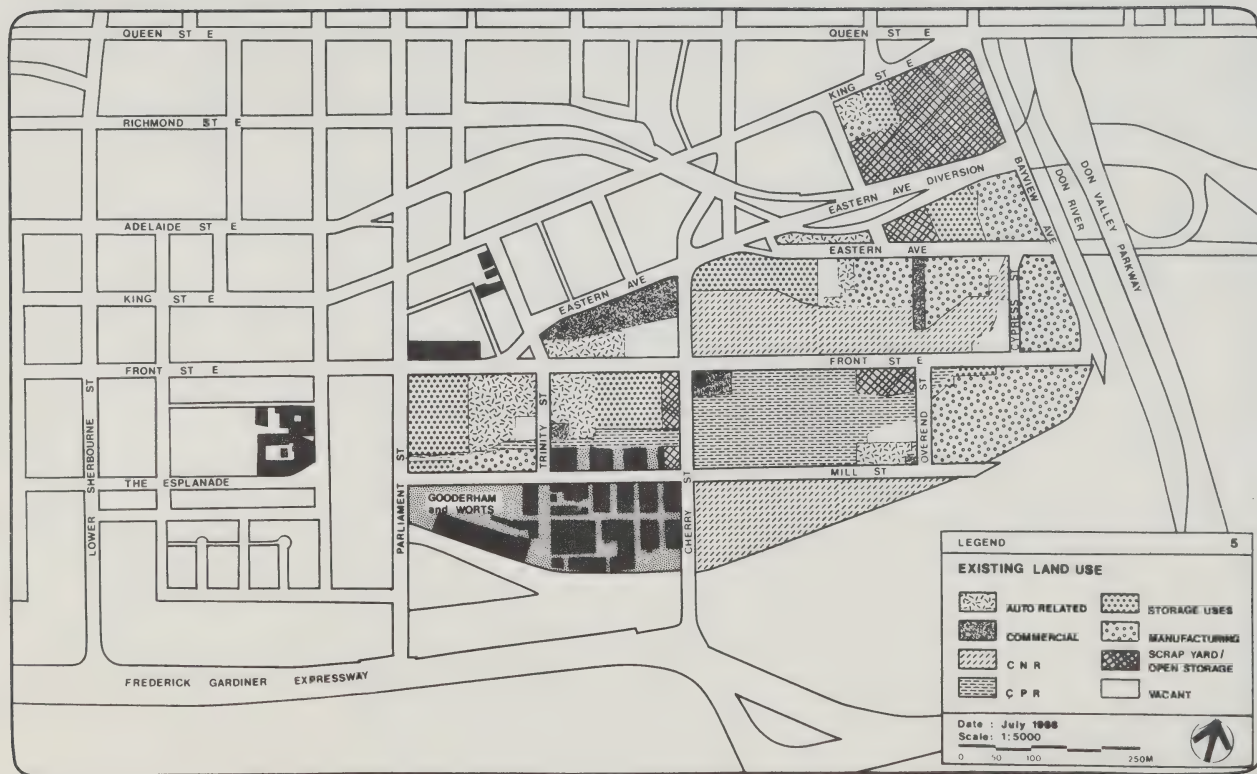 QUEEN ST E
QUEEN ST E
KING ST E
RICHMOND ST E
EASTERN AVE DIVERSION
BAYVIEW AVE
DON RIVER
DON VALLEY PARKWAY
ADELAIDE ST E
EASTERN AVE
KING ST E
EASTERN AVE
CYPRESS ST
FRONT ST E
FRONT ST E
LOWER SHERBOURNE ST
PARLIAMENT ST
TRINITY ST
CHERRY ST
OVEREND ST
MILL ST
THE ESPLANADE
GOODERHAM
and WORTS
FREDERICK GARDINER EXPRESSWAY
LEGEND 5
EXISTING LAND USE
AUTO RELATED
STORAGE USES
COMMERCIAL
MANUFACTURING
C N R
SCRAP YARD/
OPEN STORAGE
C P R
VACANT
Date : July 1988
Scale: 1:5000
0 50 100 250M